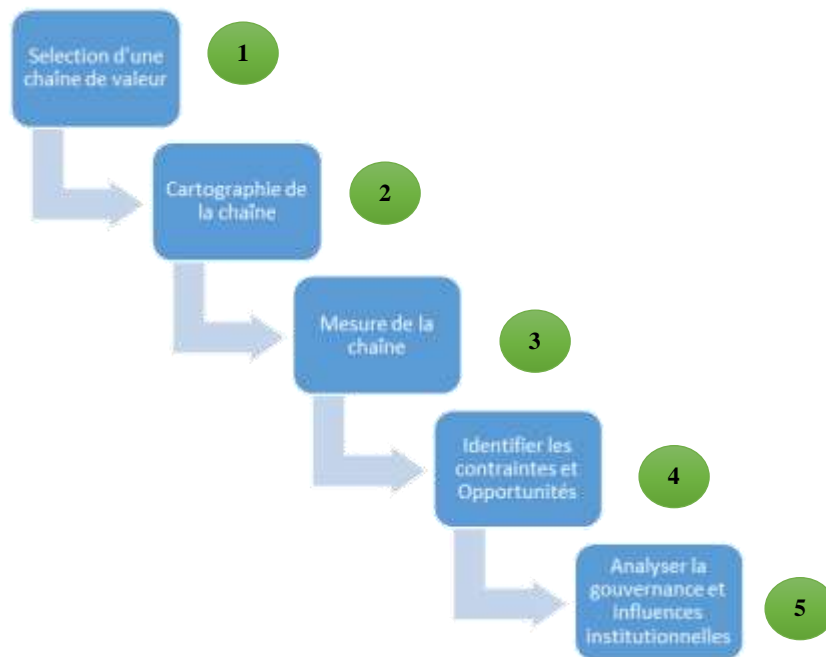 Selection d'une
chaîne de valeur
1
Cartographie de
la chaîne
2
Mesure de la
chaîne
3
Identifier les
contraintes et
Opportunités
4
Analyser la
gouvernance et
influences
institutionnelles
5